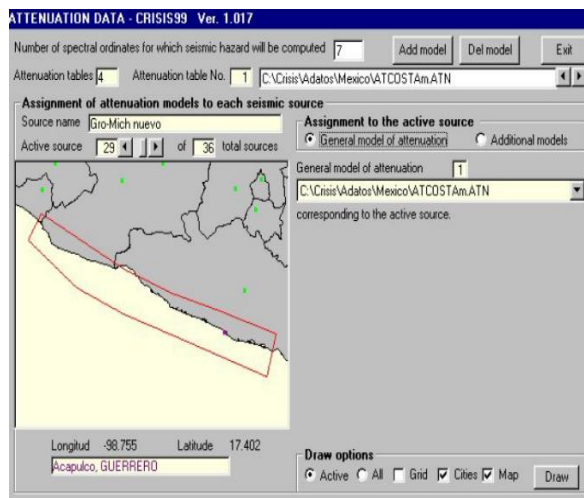 ATTENUATION DATA - CRISIS99 Ver. 1.017
Number of spectral ordinates for which seismic hazard will be computed 7 Add model Del model Exit
Attenuation tables 4 Attenuation table No. 1 C:\Crisis\Adatos\Mexico\ATCOSTAm.ATN
Assignment of attenuation models to each seismic source
Source name Gro-Mich nuevo
Active source 29 of 36 total sources
Assignment to the active source
General model of attenuation Additional models
General model of attenuation 1
C:\Crisis\Adatos\Mexico\ATCOSTAm.ATN
corresponding to the active source.
Longitud -98.755 Latitude 17.402
Acapulco, GUERRERO
Draw options
Active All Grid Cities Map Draw